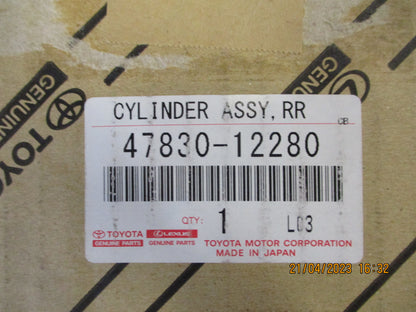 TOYOTA
GENUINE
CYLINDER ASSY, RR
CB
47830-12280
QTY: 1 L03
TOYOTA LEXUS
GENUINE PARTS GENUINE PARTS TOYOTA MOTOR CORPORATION
MADE IN JAPAN
TOYOTA
GENUINE
21/04/2023 16:32